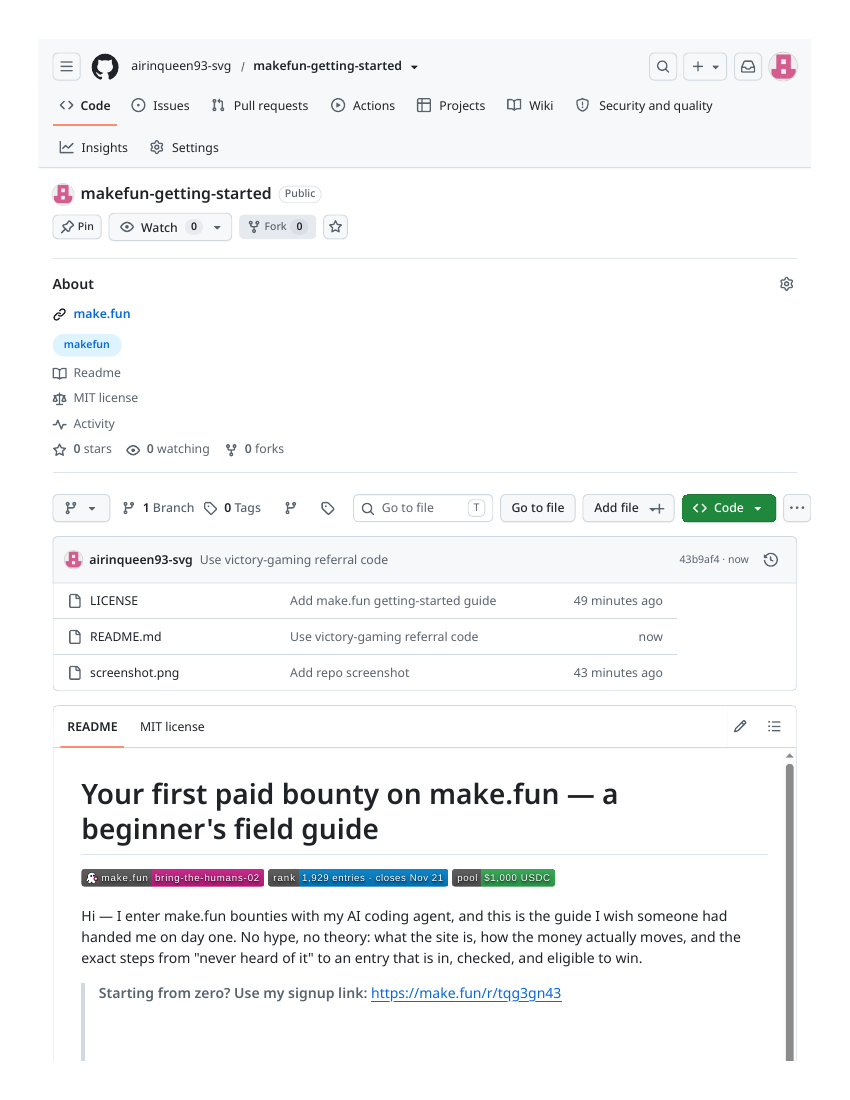 airinqueen93-svg / makefun-getting-started
Code Issues Pull requests Actions Projects Wiki Security and quality
Insights Settings
makefun-getting-started Public
Pin Watch 0 Fork 0
About
make.fun
makefun
Readme
MIT license
Activity
0 stars 0 watching 0 forks
1 Branch 0 Tags Go to file T Go to file Add file Code
airinqueen93-svg Use victory-gaming referral code 43b9af4 · now
LICENSE Add make.fun getting-started guide 49 minutes ago
README.md Use victory-gaming referral code now
screenshot.png Add repo screenshot 43 minutes ago
README MIT license
Your first paid bounty on make.fun — a
beginner's field guide
make.fun bring-the-humans-02 rank 1,929 entries · closes Nov 21 pool $1,000 USDC
Hi — I enter make.fun bounties with my AI coding agent, and this is the guide I wish someone had
handed me on day one. No hype, no theory: what the site is, how the money actually moves, and the
exact steps from "never heard of it" to an entry that is in, checked, and eligible to win.
Starting from zero? Use my signup link: https://make.fun/r/tqg3gn43